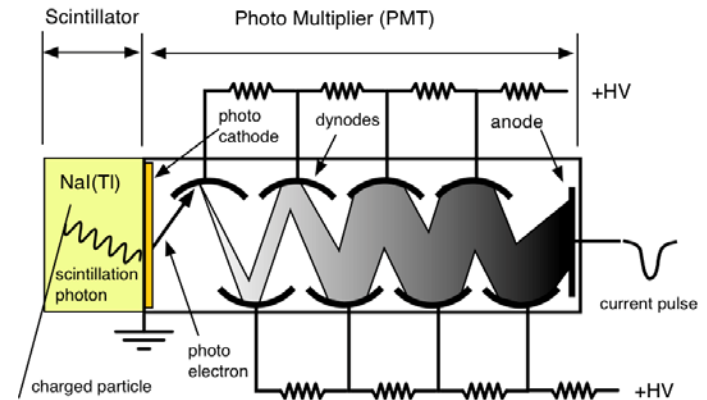 Scintillator
Photo Multiplier (PMT)
+HV
photo
cathode
dynodes
anode
NaI(Tl)
scintillation
photon
current pulse
photo
electron
charged particle
+HV